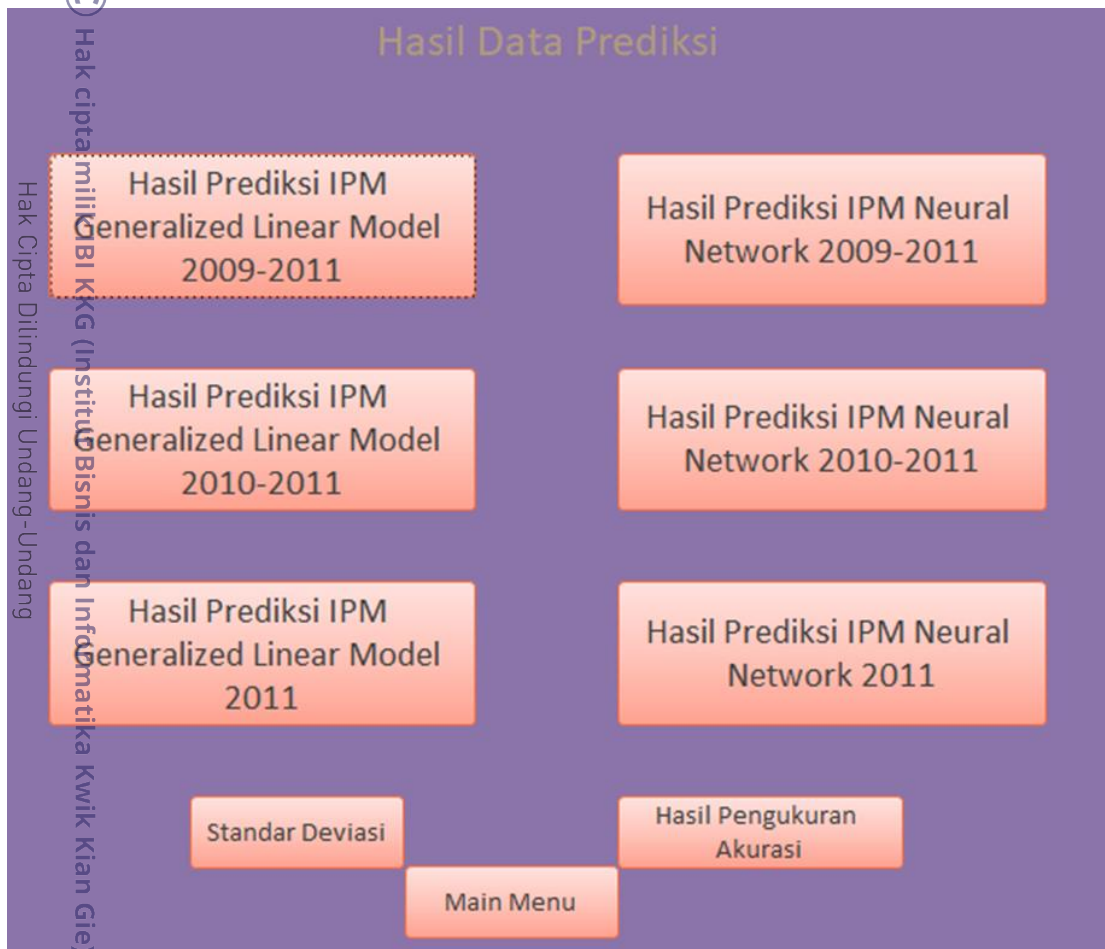 Hasil Data Prediksi
Hasil Prediksi IPM
Generalized Linear Model
2009-2011
Hasil Prediksi IPM Neural
Network 2009-2011
Hasil Prediksi IPM
Generalized Linear Model
2010-2011
Hasil Prediksi IPM Neural
Network 2010-2011
Hasil Prediksi IPM
Generalized Linear Model
2011
Hasil Prediksi IPM Neural
Network 2011
Standar Deviasi
Hasil Pengukuran
Akurasi
Main Menu
© Hak cipta milik IBI KKG (Institut Bisnis dan Informatika Kwik Kian Gie)
Hak Cipta Dilindungi Undang-Undang